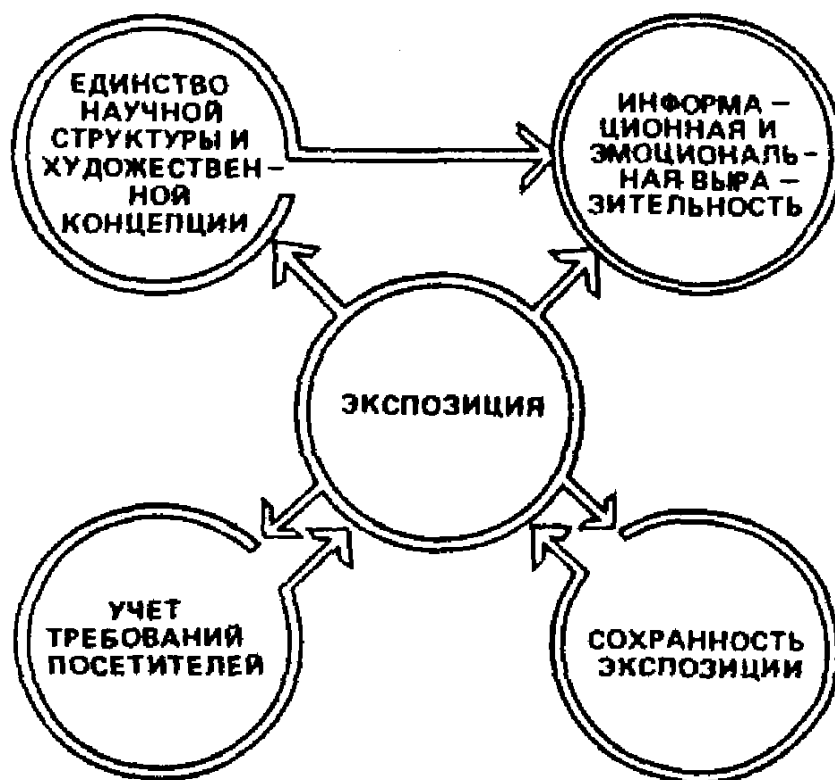 ЕДИНСТВО
НАУЧНОЙ
СТРУКТУРЫ И
ХУДОЖЕСТВЕН –
НОЙ
КОНЦЕПЦИИ
ИНФОРМА –
ЦИОННАЯ И
ЭМОЦИОНАЛЬ-
НАЯ ВЫРА –
ЗИТЕЛЬНОСТЬ
ЭКСПОЗИЦИЯ
УЧЕТ
ТРЕБОВАНИЙ
ПОСЕТИТЕЛЕЙ
СОХРАННОСТЬ
ЭКСПОЗИЦИИ